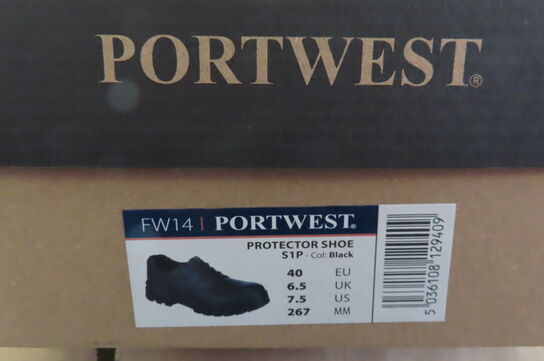 PORTWEST®
FW14 | PORTWEST®
PROTECTOR SHOE
S1P - Col: Black
40 EU
6.5 UK
7.5 US
267 MM
5 036108 129409